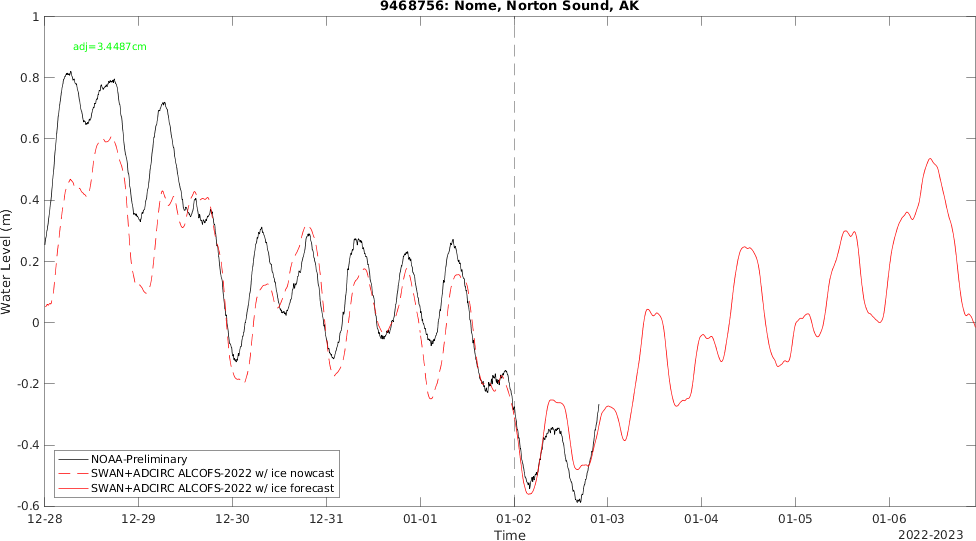 9468756: Nome, Norton Sound, AK
adj=3.4487cm
1
0.8
0.6
0.4
0.2
0
-0.2
-0.4
-0.6
Water Level (m)
NOAA-Preliminary
SWAN+ADCIRC ALCOFS-2022 w/ ice nowcast
SWAN+ADCIRC ALCOFS-2022 w/ ice forecast
12-28 12-29 12-30 12-31 01-01 01-02 01-03 01-04 01-05 01-06
Time
2022-2023